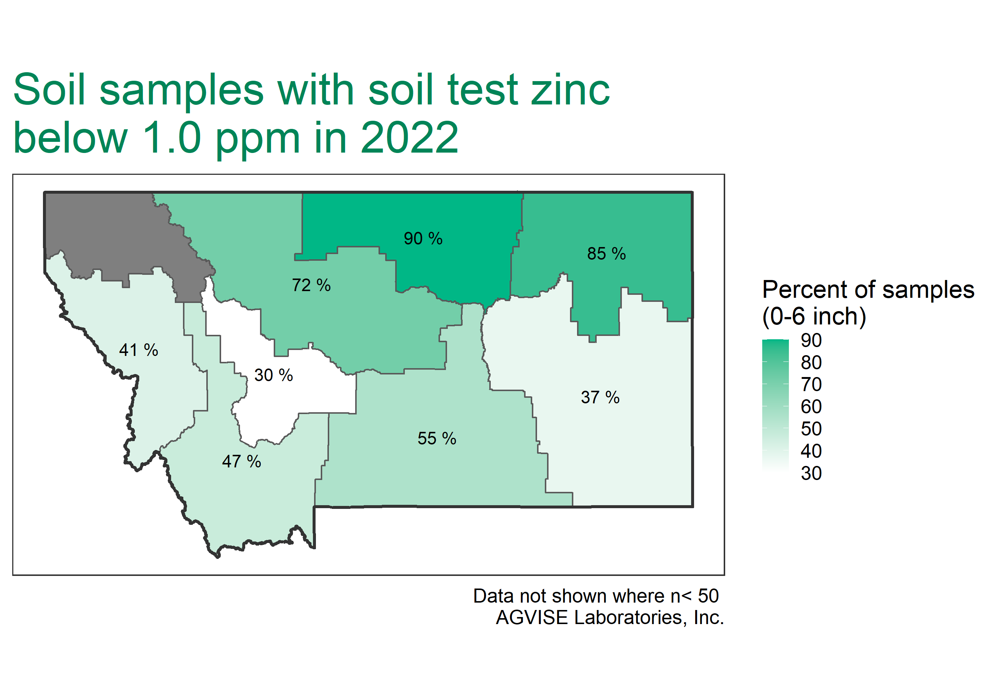 Soil samples with soil test zinc
below 1.0 ppm in 2022
90 %
85 %
72 %
41 %
30 %
37 %
55 %
47 %
Percent of samples
(0-6 inch)
90
80
70
60
50
40
30
Data not shown where n< 50
AGVISE Laboratories, Inc.